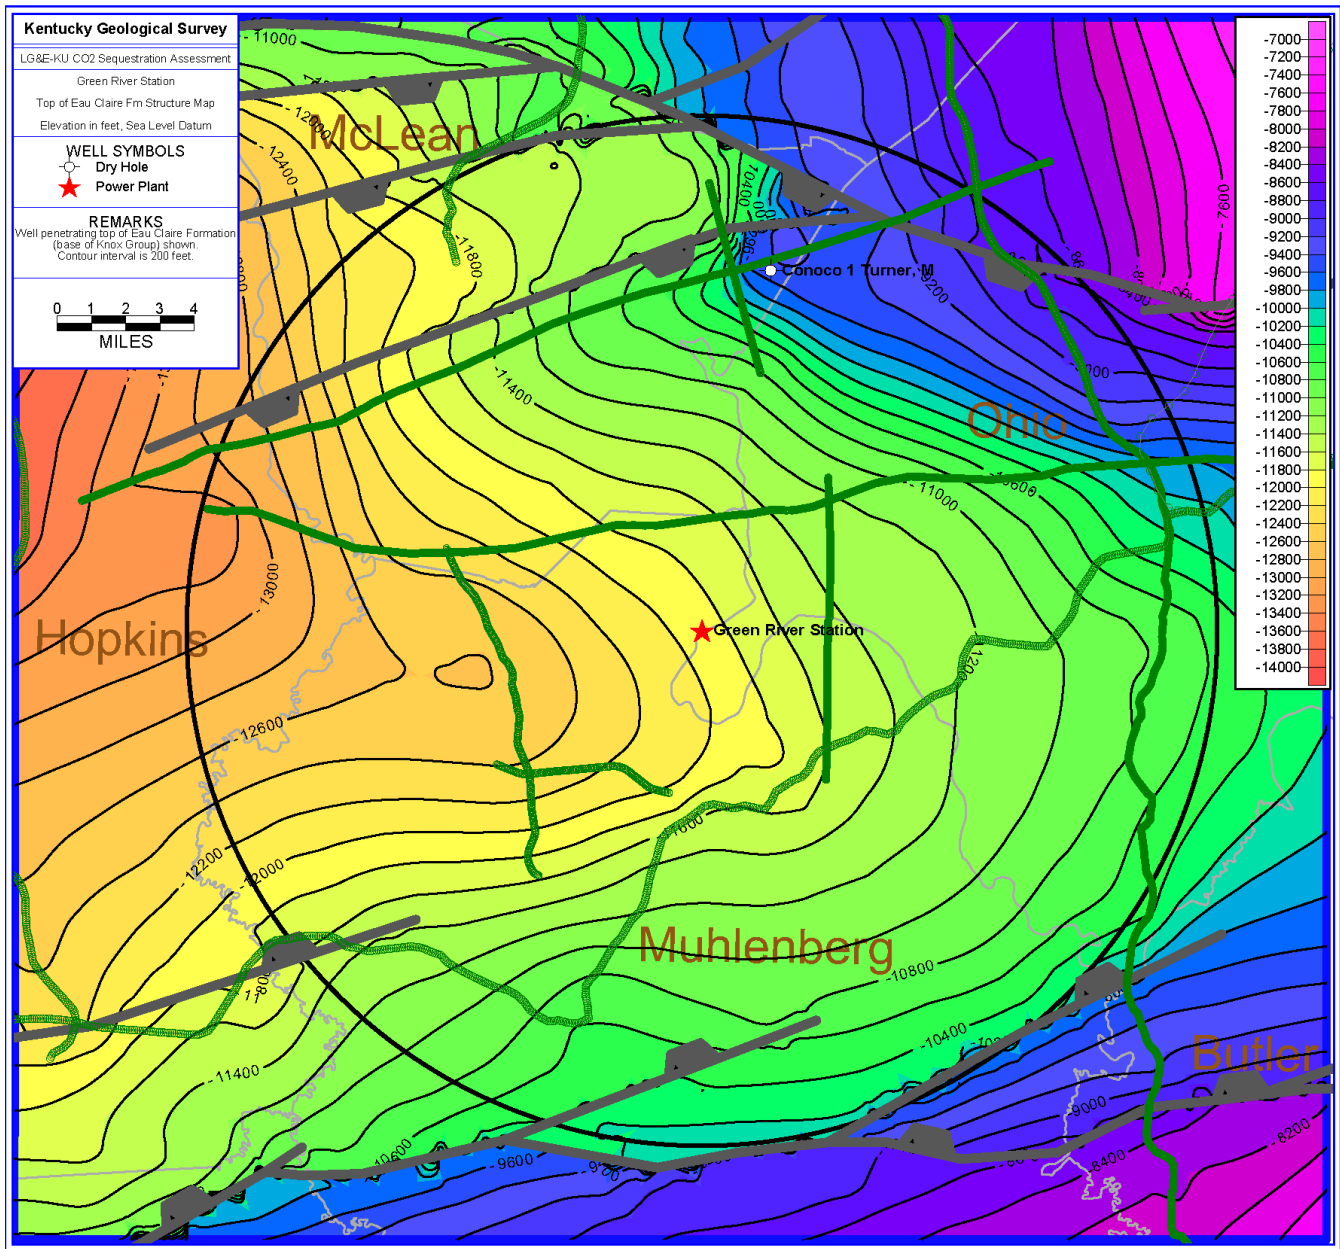 Kentucky Geological Survey
LG&E-KU CO2 Sequestration Assessment
Green River Station
Top of Eau Claire Fm Structure Map
Elevation in feet, Sea Level Datum
WELL SYMBOLS
Dry Hole
Power Plant
REMARKS
Well penetrating top of Eau Claire Formation
(base of Knox Group) shown.
Contour interval is 200 feet.
0 1 2 3 4
MILES
-7000
-7200
-7400
-7600
-7800
-8000
-8200
-8400
-8600
-8800
-9000
-9200
-9400
-9600
-9800
-10000
-10200
-10400
-10600
-10800
-11000
-11200
-11400
-11600
-11800
-12000
-12200
-12400
-12600
-12800
-13000
-13200
-13400
-13600
-13800
-14000
-11000
McLean
-12400
-11800
Conoco 1 Turner, M
-9200
-7600
-11400
Ohio
-10600
-11000
-13000
Hopkins
Green River Station
-12600
-12200
-12000
Muhlenberg
-10800
-10400
-11400
Butler
-9000
-8200
-8400
-9600